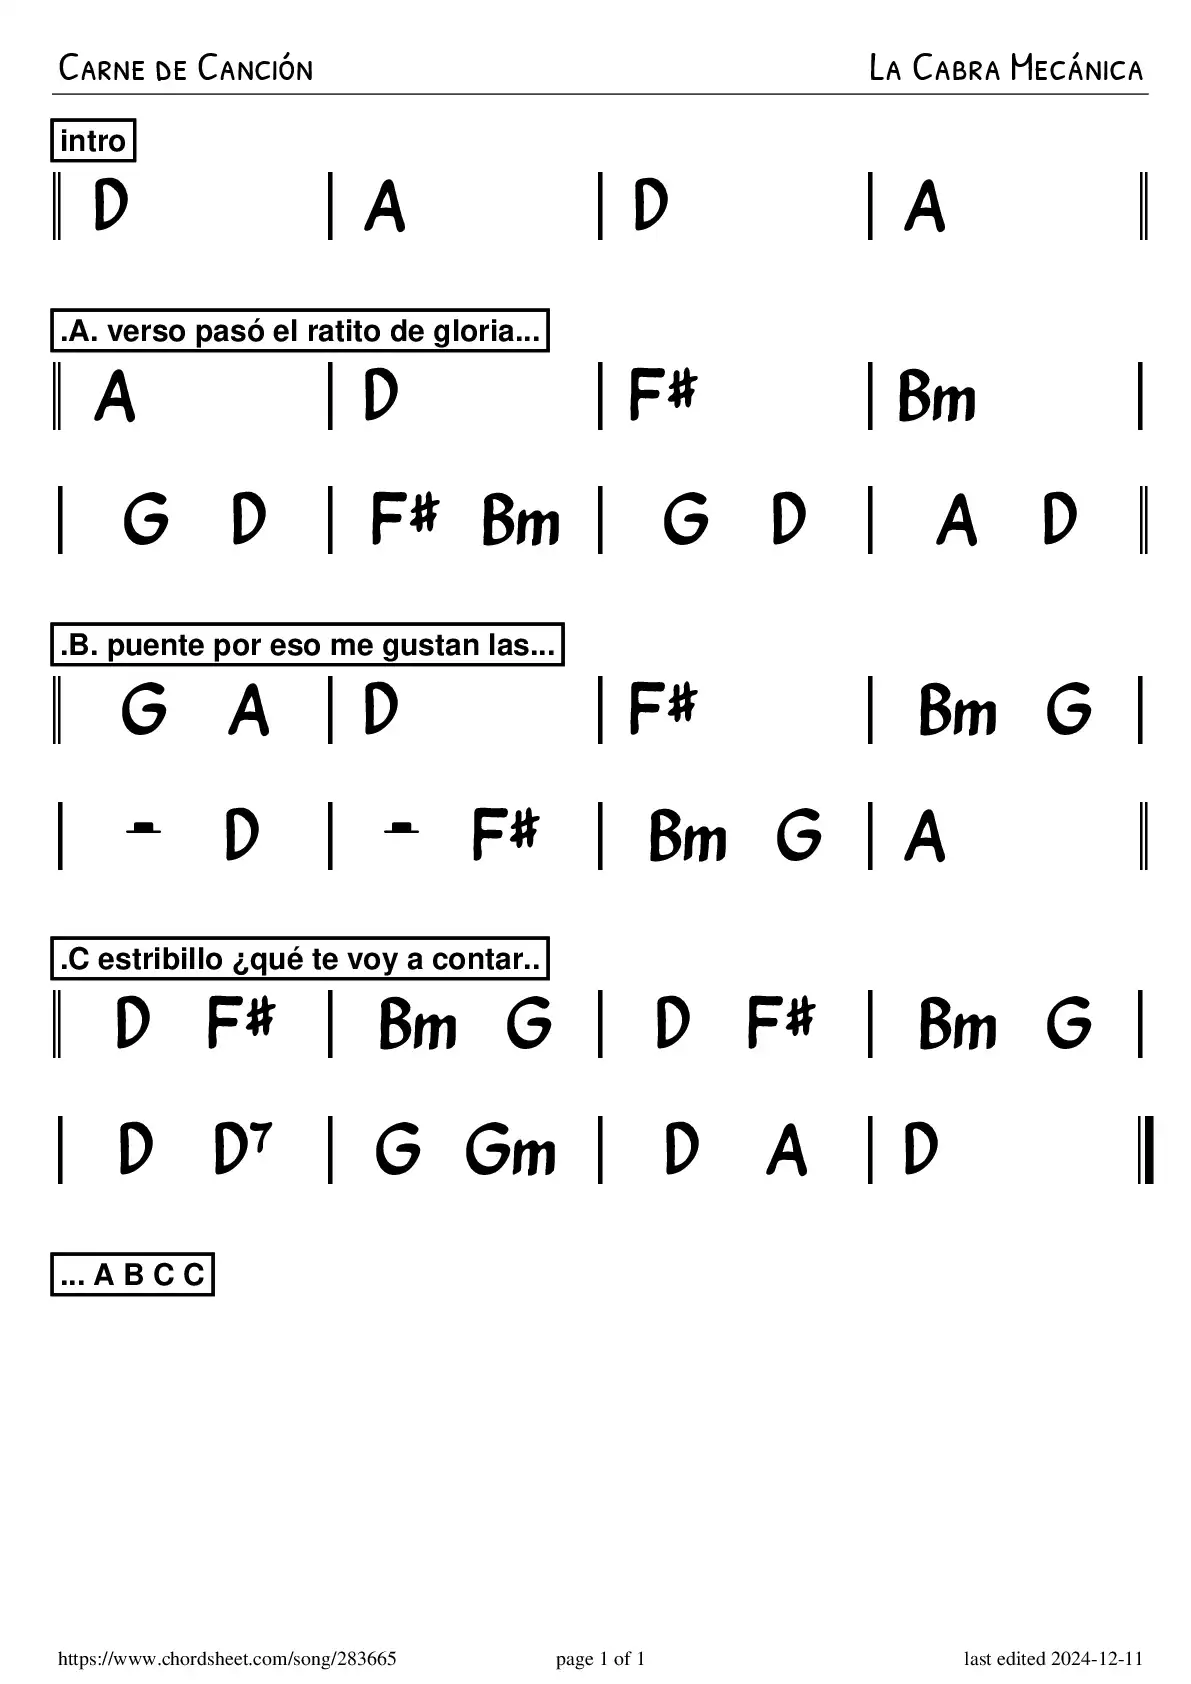 Carne de Canción La Cabra Mecánica
intro
D A D A
.A. verso pasó el ratito de gloria...
A D F# Bm
G D F# Bm G D A D
.B. puente por eso me gustan las...
G A D F# Bm G
- D - F# Bm G A
.C estribillo ¿qué te voy a contar..
D F# Bm G D F# Bm G
D D7 G Gm D A D
... A B C C
https://www.chordsheet.com/song/283665 page 1 of 1 last edited 2024-12-11